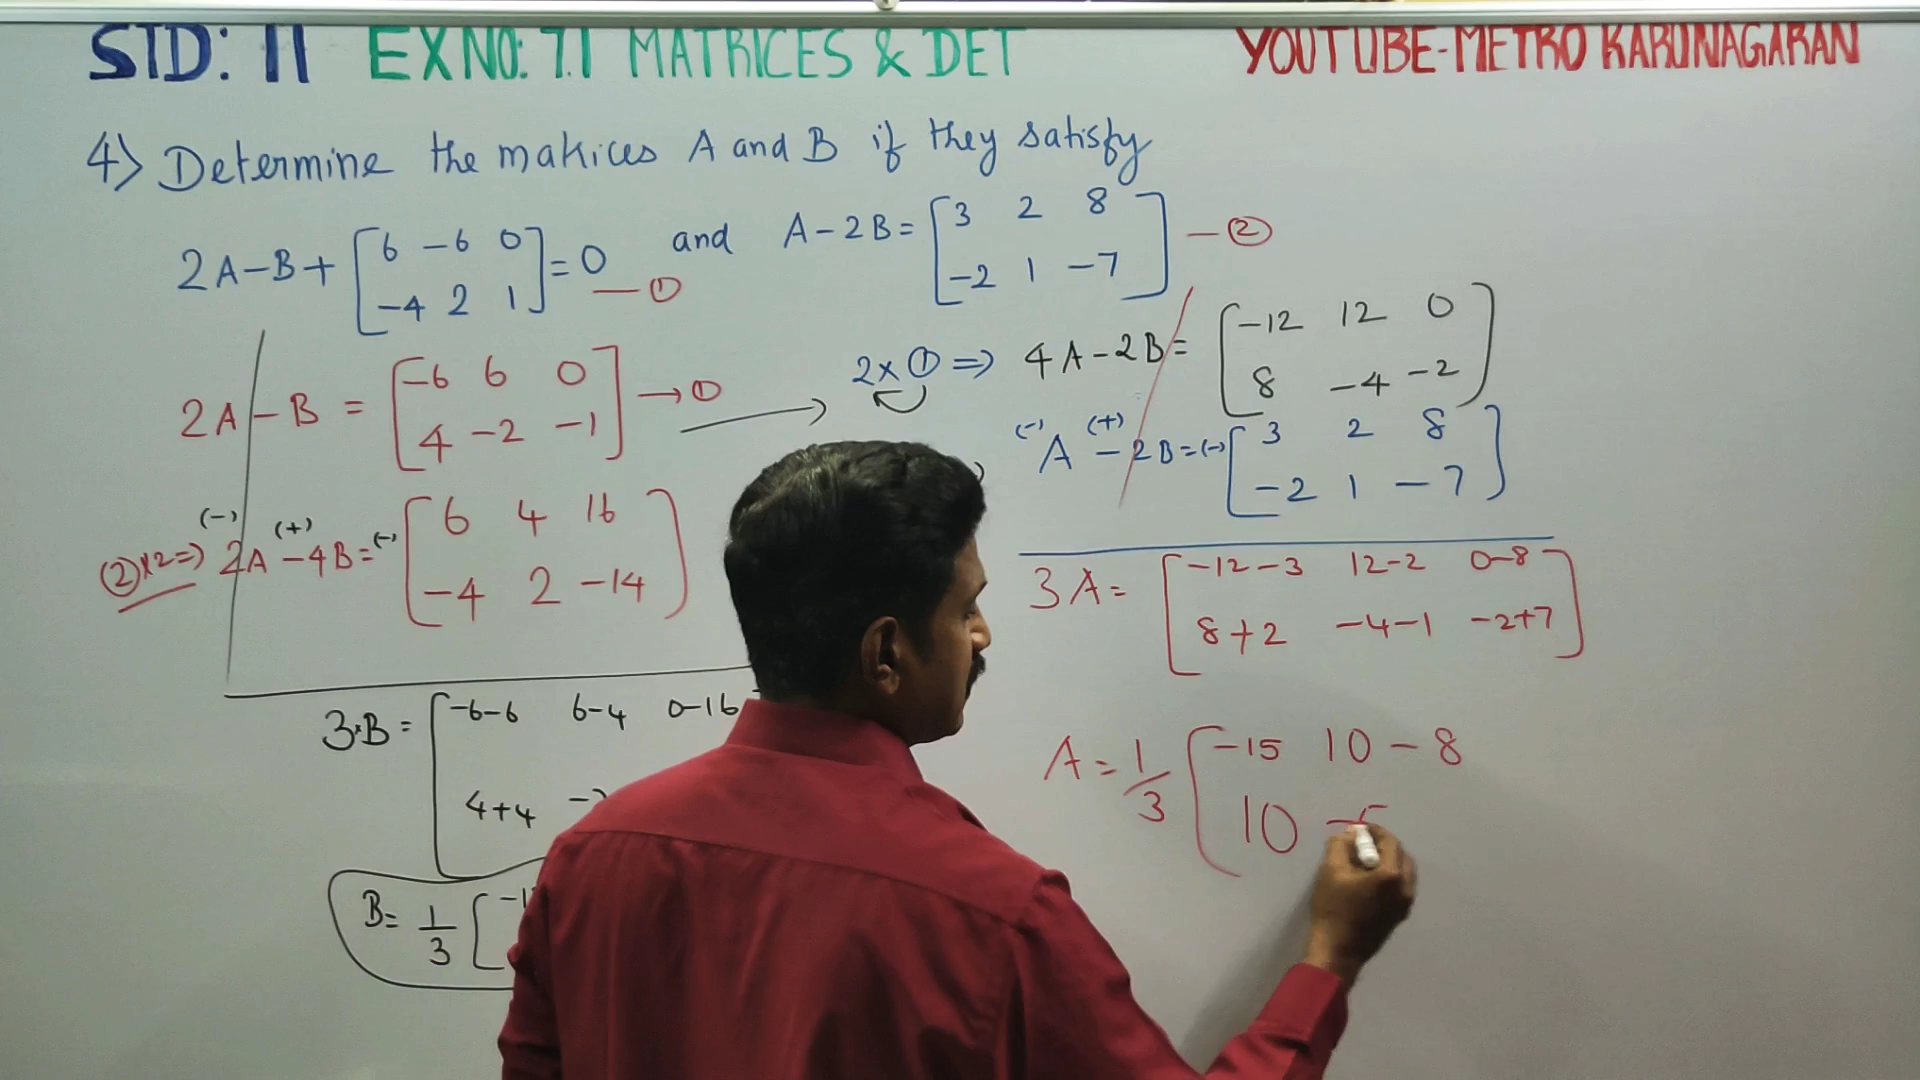 STD: 11 EX NO: 7.1 MATRICES & DET YOUTUBE-METRO KARUNAGARAN
4) Determine the matrices A and B if they satisfy
2A-B+ [6 -6 0; -4 2 1] = 0 — ① and A-2B = [3 2 8; -2 1 -7] — ②
2A - B = [-6 6 0; 4 -2 -1] → ①
②×2 => (-) 2A (+) -4B = (-) [6 4 16; -4 2 -14]
3×B = [-6-6 6-4 0-16
4+4
B = 1/3 [
2 × ① => 4A-2B = [-12 12 0; 8 -4 -2]
(-) A (+) -2B = (-) [3 2 8; -2 1 -7]
3A = [-12-3 12-2 0-8; 8+2 -4-1 -2+7]
A = 1/3 [-15 10 -8
10